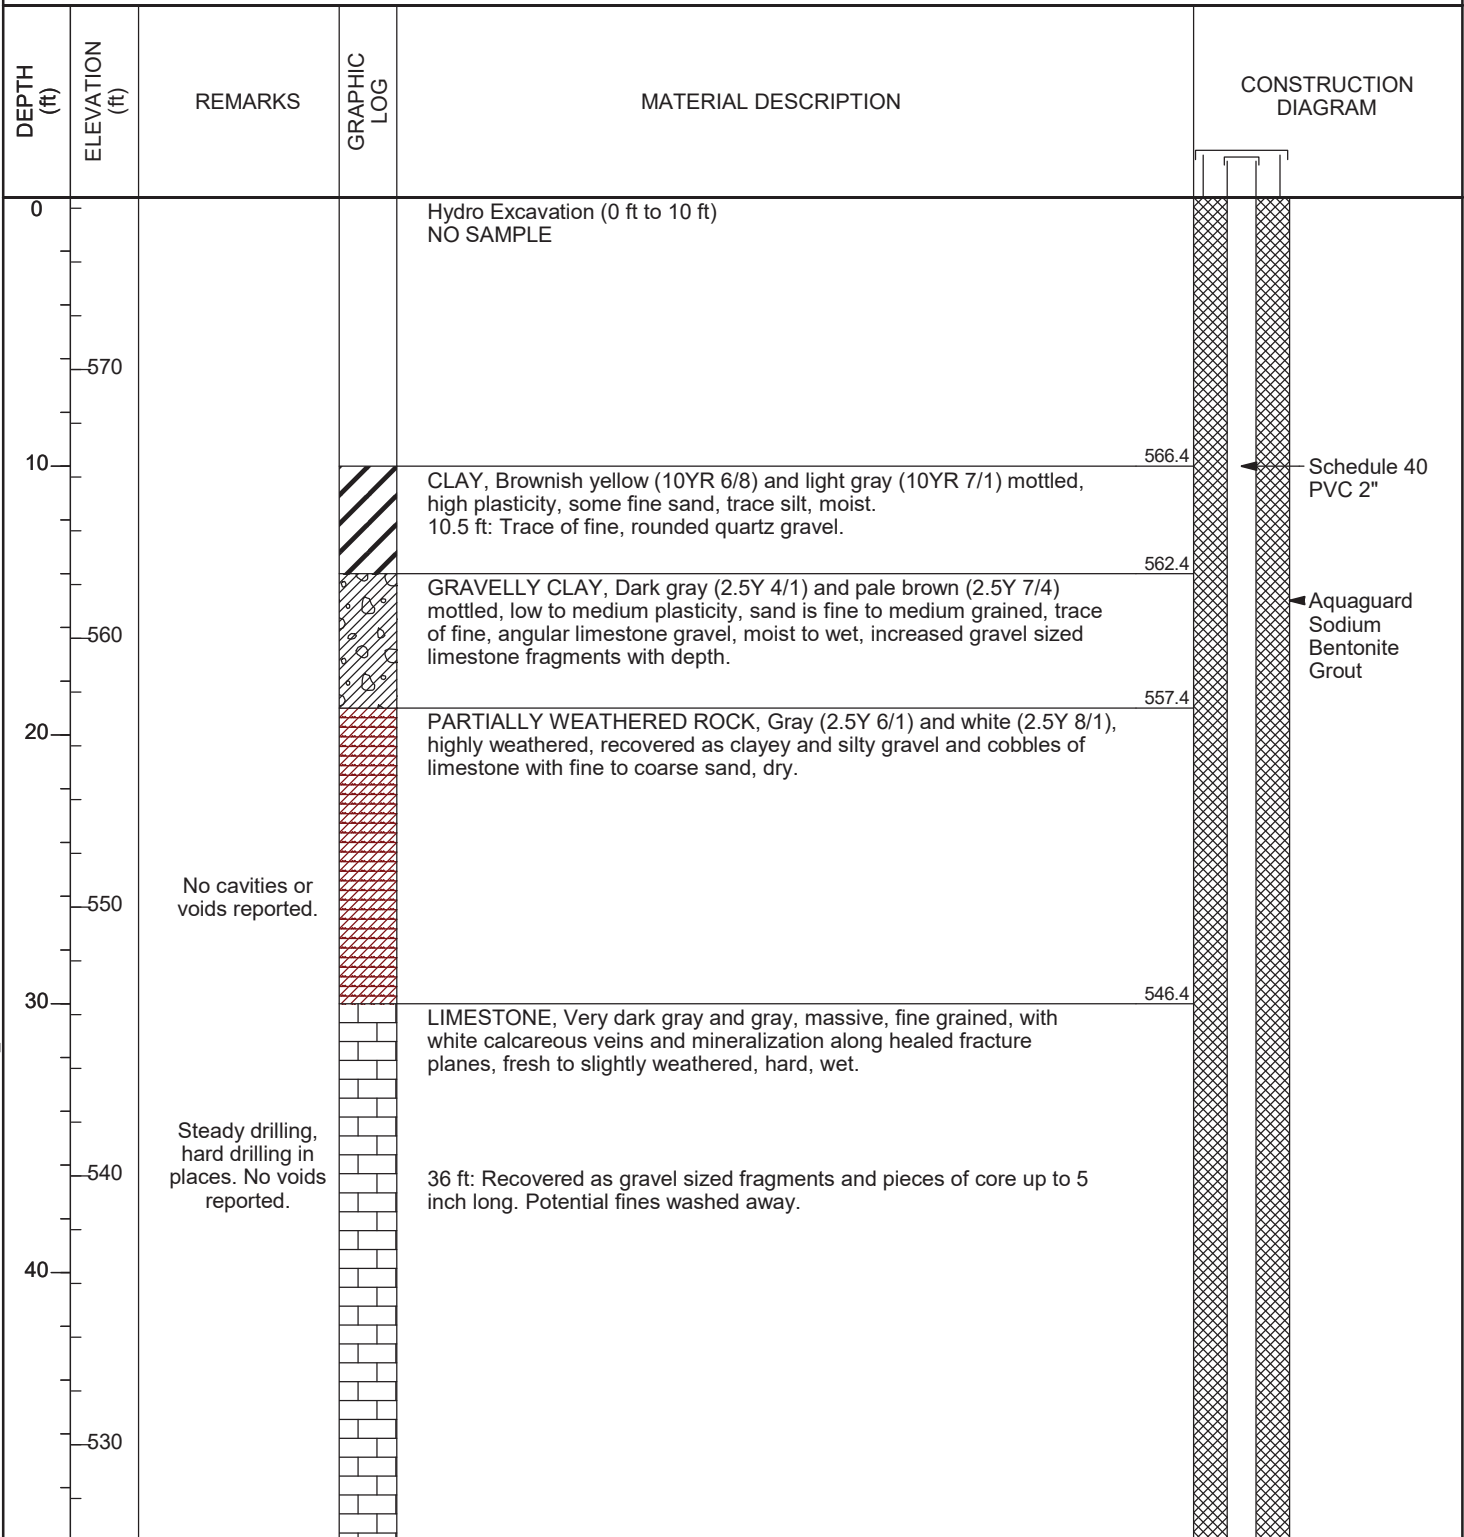 DEPTH
(ft)
ELEVATION
(ft)
REMARKS
GRAPHIC
LOG
MATERIAL DESCRIPTION
CONSTRUCTION
DIAGRAM
0
Hydro Excavation (0 ft to 10 ft)
NO SAMPLE
570
566.4
10
CLAY, Brownish yellow (10YR 6/8) and light gray (10YR 7/1) mottled,
high plasticity, some fine sand, trace silt, moist.
10.5 ft: Trace of fine, rounded quartz gravel.
Schedule 40
PVC 2"
562.4
GRAVELLY CLAY, Dark gray (2.5Y 4/1) and pale brown (2.5Y 7/4)
mottled, low to medium plasticity, sand is fine to medium grained, trace
of fine, angular limestone gravel, moist to wet, increased gravel sized
limestone fragments with depth.
Aquaguard
Sodium
Bentonite
Grout
560
557.4
PARTIALLY WEATHERED ROCK, Gray (2.5Y 6/1) and white (2.5Y 8/1),
highly weathered, recovered as clayey and silty gravel and cobbles of
limestone with fine to coarse sand, dry.
20
No cavities or
voids reported.
550
546.4
30
LIMESTONE, Very dark gray and gray, massive, fine grained, with
white calcareous veins and mineralization along healed fracture
planes, fresh to slightly weathered, hard, wet.
Steady drilling,
hard drilling in
places. No voids
reported.
540
36 ft: Recovered as gravel sized fragments and pieces of core up to 5
inch long. Potential fines washed away.
40
530